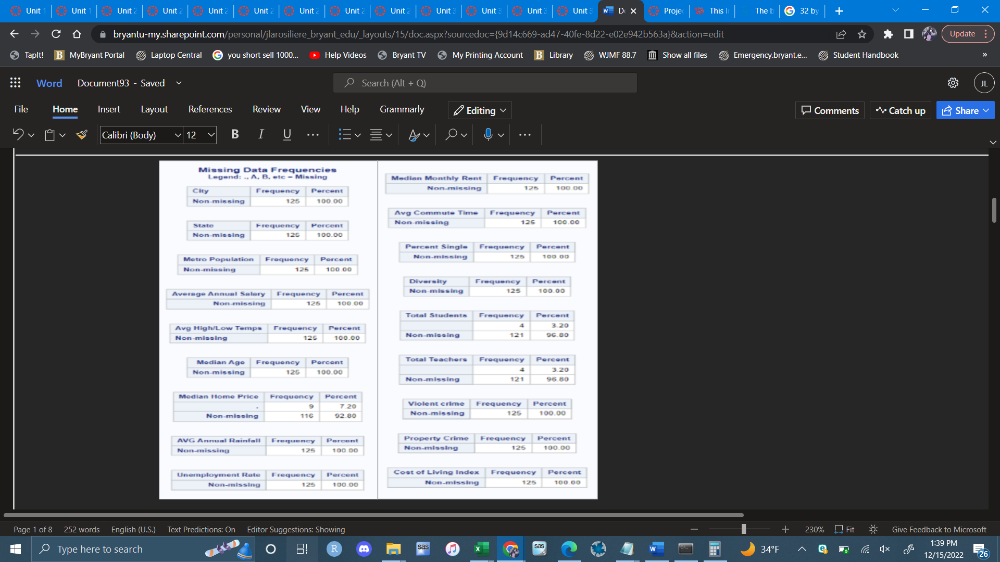 Unit 1 Unit 1 Unit 2 Unit 2 Unit 2 Unit 2 Unit 2 Unit 2 Unit 2 Unit 3 Unit 3 Unit 3 Unit 3 Do Projec This I The b 32 by
bryantu-my.sharepoint.com/personal/jlarosiliere_bryant_edu/_layouts/15/doc.aspx?sourcedoc={9d14c669-ad47-40fe-8d22-e02e942b563a}&action=edit Update
TapIt! MyBryant Portal Laptop Central you short sell 1000... Help Videos Bryant TV My Printing Account Library WJMF 88.7 Show all files Emergency.bryant.e... Student Handbook »
Word Document93 - Saved Search (Alt + Q) JL
File Home Insert Layout References Review View Help Grammarly Editing Comments Catch up Share
Calibri (Body) 12 B I U
Missing Data Frequencies
Legend: ., A, B, etc = Missing
City Frequency Percent
Non-missing 125 100.00
State Frequency Percent
Non-missing 125 100.00
Metro Population Frequency Percent
Non-missing 125 100.00
Average Annual Salary Frequency Percent
Non-missing 125 100.00
Avg High/Low Temps Frequency Percent
Non-missing 125 100.00
Median Age Frequency Percent
Non-missing 125 100.00
Median Home Price Frequency Percent
. 9 7.20
Non-missing 116 92.80
AVG Annual Rainfall Frequency Percent
Non-missing 125 100.00
Unemployment Rate Frequency Percent
Non-missing 125 100.00
Median Monthly Rent Frequency Percent
Non-missing 125 100.00
Avg Commute Time Frequency Percent
Non-missing 125 100.00
Percent Single Frequency Percent
Non-missing 125 100.00
Diversity Frequency Percent
Non-missing 125 100.00
Total Students Frequency Percent
4 3.20
Non-missing 121 96.80
Total Teachers Frequency Percent
4 3.20
Non-missing 121 96.80
Violent crime Frequency Percent
Non-missing 125 100.00
Property Crime Frequency Percent
Non-missing 125 100.00
Cost of Living Index Frequency Percent
Non-missing 125 100.00
Page 1 of 8 252 words English (U.S.) Text Predictions: On Editor Suggestions: Showing 230% Fit Give Feedback to Microsoft
Type here to search 34°F 1:39 PM
12/15/2022 26